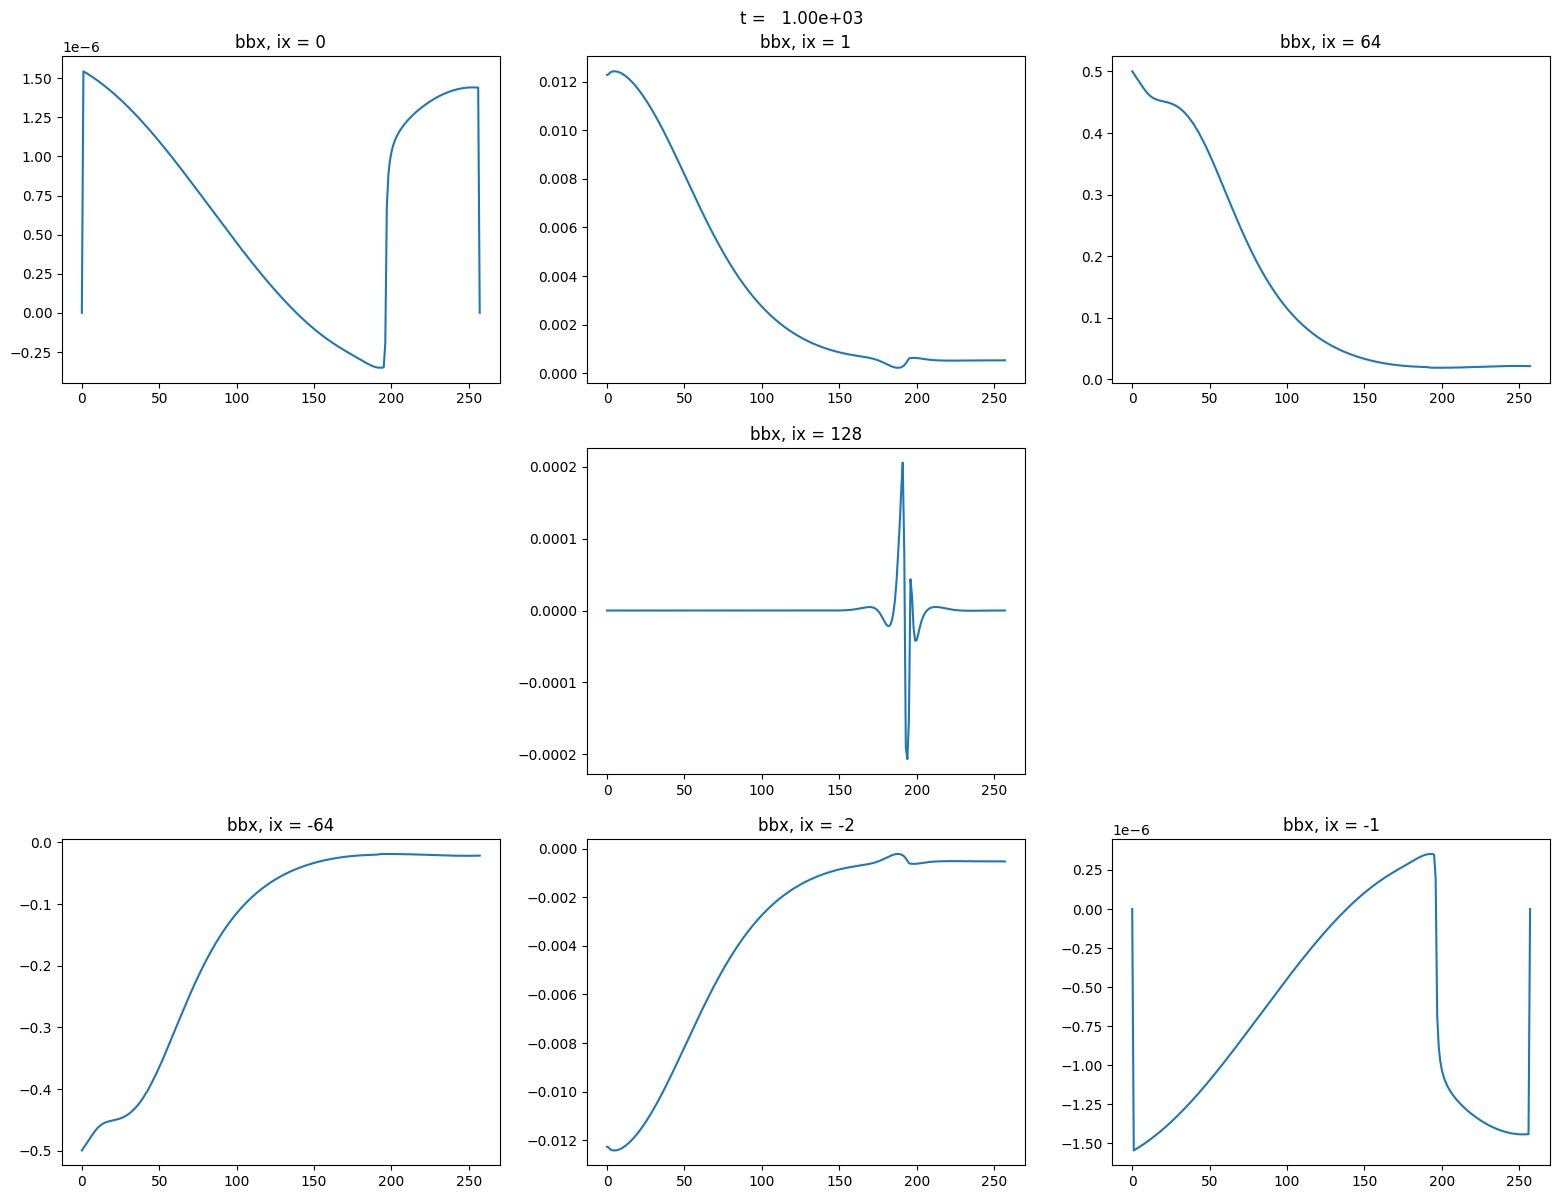 t =   1.00e+03
bbx, ix = 0
bbx, ix = 1
bbx, ix = 64
1e−6
1.50
1.25
1.00
0.75
0.50
0.25
0.00
−0.25
0 50 100 150 200 250
0.012
0.010
0.008
0.006
0.004
0.002
0.000
0 50 100 150 200 250
0.5
0.4
0.3
0.2
0.1
0.0
0 50 100 150 200 250
bbx, ix = 128
0.0002
0.0001
0.0000
−0.0001
−0.0002
0 50 100 150 200 250
bbx, ix = -64
0.0
−0.1
−0.2
−0.3
−0.4
−0.5
0 50 100 150 200 250
bbx, ix = -2
0.000
−0.002
−0.004
−0.006
−0.008
−0.010
−0.012
0 50 100 150 200 250
bbx, ix = -1
1e−6
0.25
0.00
−0.25
−0.50
−0.75
−1.00
−1.25
−1.50
0 50 100 150 200 250